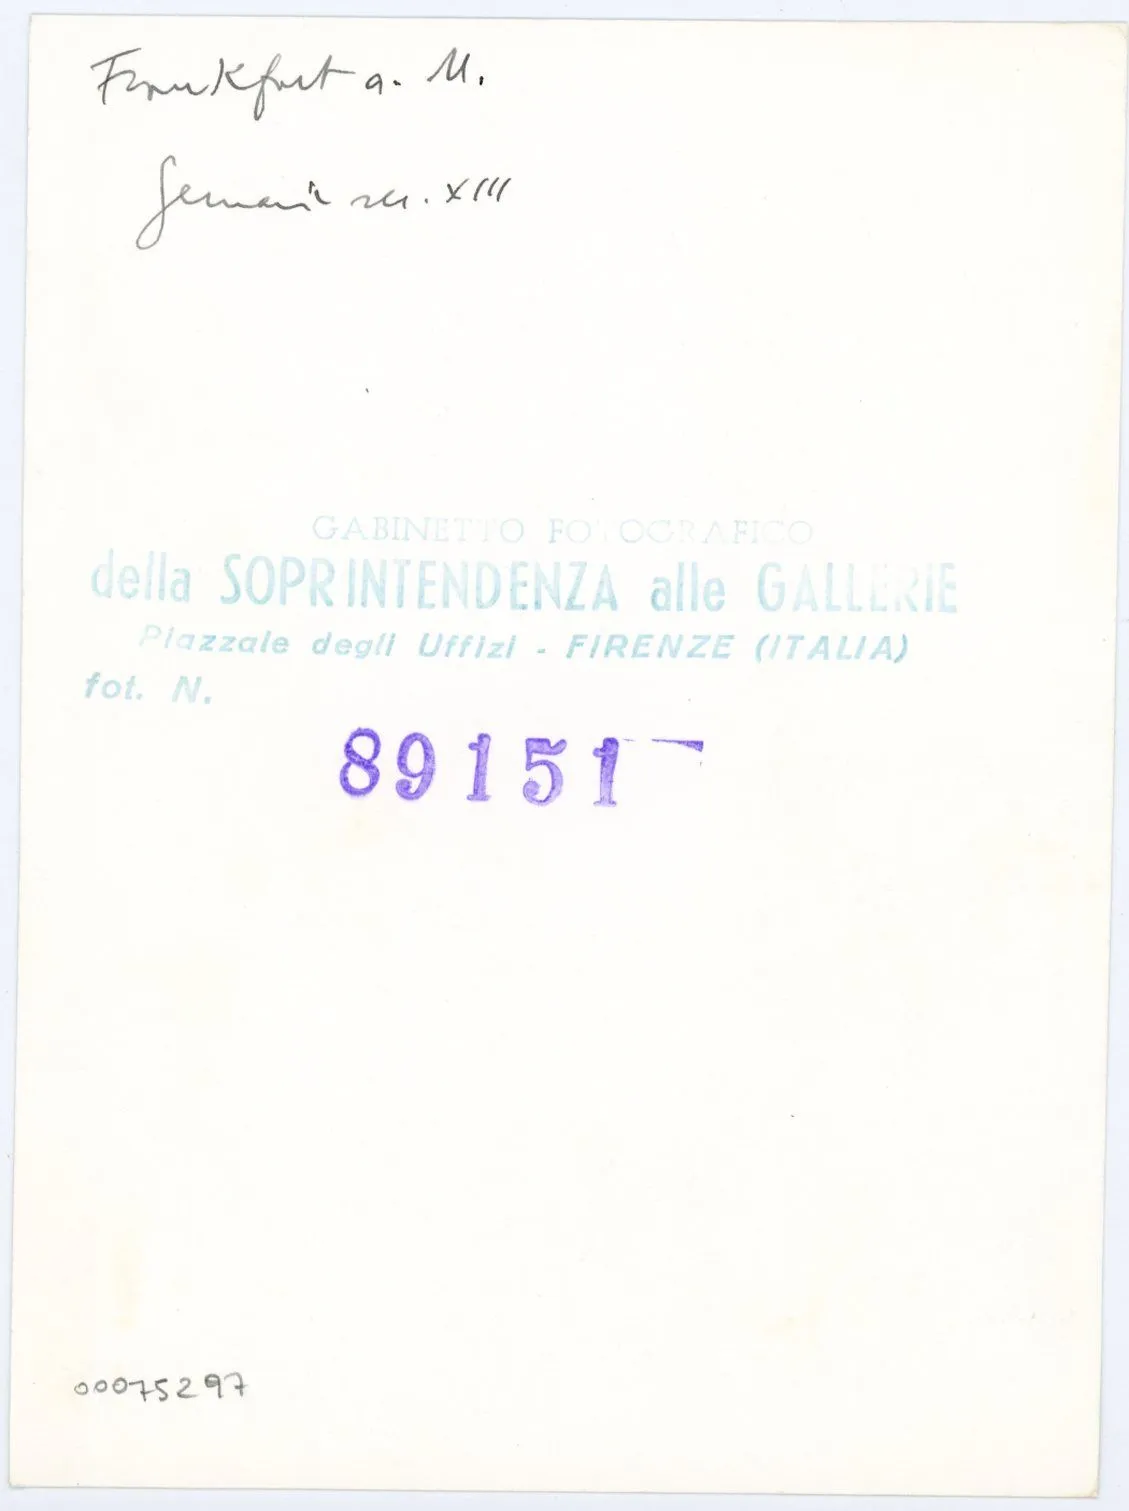 Frankfurt a. M.
Germania sec. XIII
GABINETTO FOTOGRAFICO
della SOPRINTENDENZA alle GALLERIE
Piazzale degli Uffizi - FIRENZE (ITALIA)
fot. N.
89151
00075297